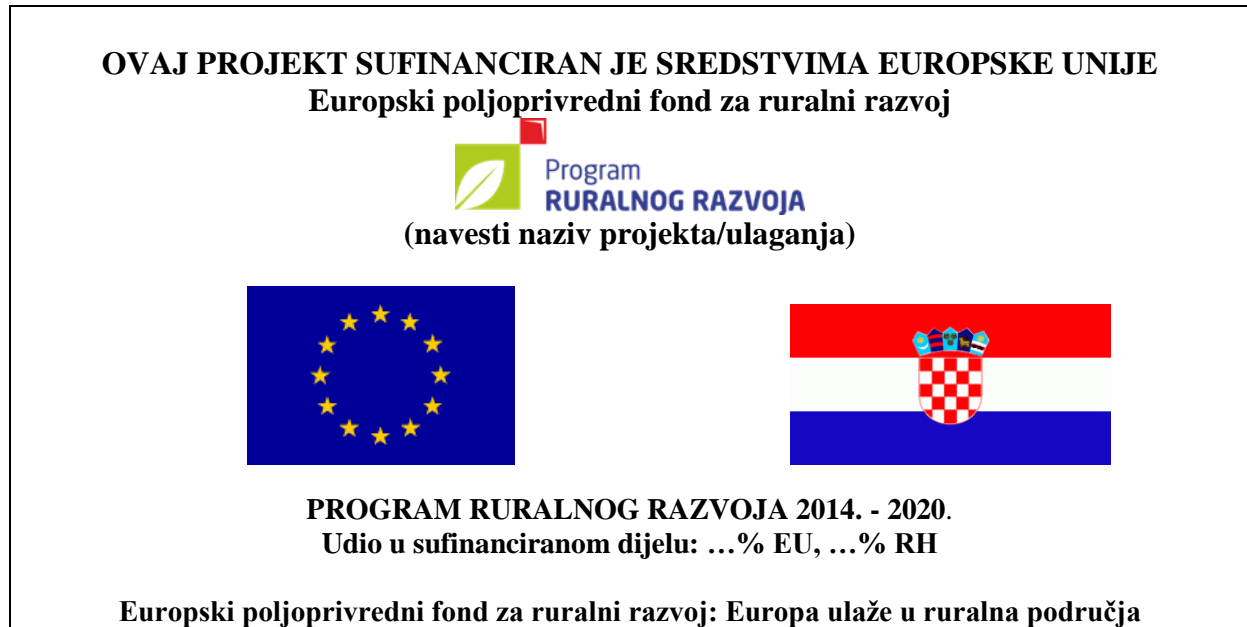 OVAJ PROJEKT SUFINANCIRAN JE SREDSTVIMA EUROPSKE UNIJE
Europski poljoprivredni fond za ruralni razvoj
Program
RURALNOG RAZVOJA
(navesti naziv projekta/ulaganja)
PROGRAM RURALNOG RAZVOJA 2014. - 2020.
Udio u sufinanciranom dijelu: …% EU, …% RH
Europski poljoprivredni fond za ruralni razvoj: Europa ulaže u ruralna područja